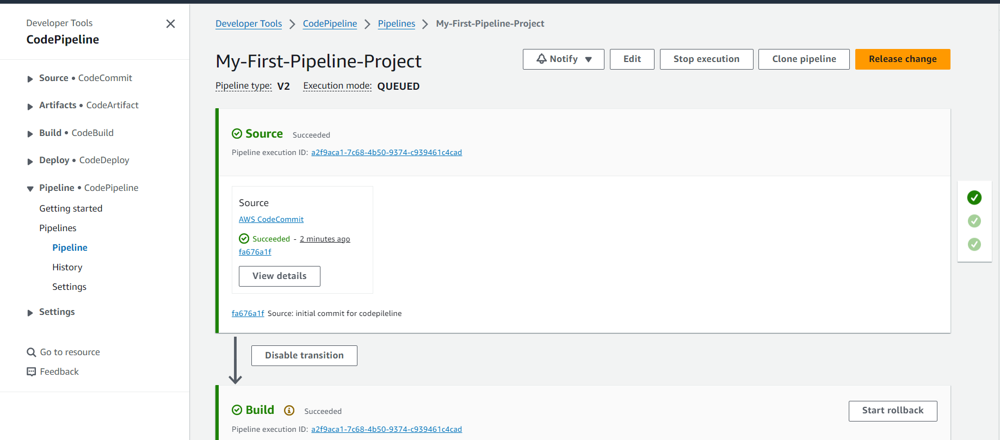 Developer Tools
CodePipeline
Source • CodeCommit
Artifacts • CodeArtifact
Build • CodeBuild
Deploy • CodeDeploy
Pipeline • CodePipeline
Getting started
Pipelines
Pipeline
History
Settings
Settings
Go to resource
Feedback
Developer Tools > CodePipeline > Pipelines > My-First-Pipeline-Project
My-First-Pipeline-Project
Notify Edit Stop execution Clone pipeline Release change
Pipeline type: V2 Execution mode: QUEUED
Source Succeeded
Pipeline execution ID: a2f9aca1-7c68-4b50-9374-c939461c4cad
Source
AWS CodeCommit
Succeeded - 2 minutes ago
fa676a1f
View details
fa676a1f Source: initial commit for codepileline
Disable transition
Build Succeeded
Start rollback
Pipeline execution ID: a2f9aca1-7c68-4b50-9374-c939461c4cad